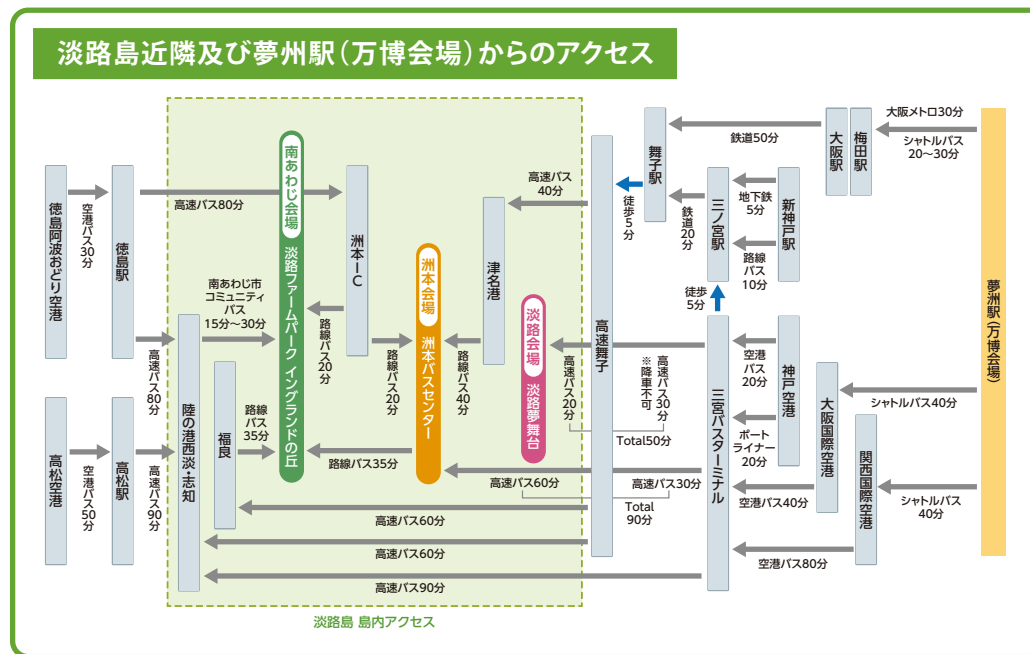 淡路島近隣及び夢州駅（万博会場）からのアクセス
徳島阿波おどり空港
空港バス30分
徳島駅
高速バス80分
高速バス80分
高松空港
空港バス50分
高松駅
高速バス90分
陸の港西淡・志知
南あわじ市
コミュニティ
バス
15分～30分
福良
路線
バス
35分
南あわじ会場
淡路ファームパーク イングランドの丘
路線バス20分
洲本IC
路線バス20分
洲本会場
洲本バスセンター
路線バス35分
路線バス40分
津名港
高速バス
40分
淡路会場
淡路夢舞台
高速バス20分
高速バス30分
※降車不可
Total50分
高速バス60分
高速バス30分
Total
90分
高速バス60分
高速バス60分
高速バス90分
高速舞子
徒歩5分
舞子駅
鉄道50分
鉄道20分
三ノ宮駅
地下鉄
5分
路線
バス
10分
新神戸駅
徒歩
5分
三宮バスターミナル
空港
バス
20分
ポート
ライナー
20分
神戸空港
空港バス40分
大阪国際空港
空港バス80分
関西国際空港
シャトルバス40分
シャトルバス
40分
大阪駅
梅田駅
大阪メトロ30分
シャトルバス
20～30分
夢洲駅（万博会場）
淡路島 島内アクセス